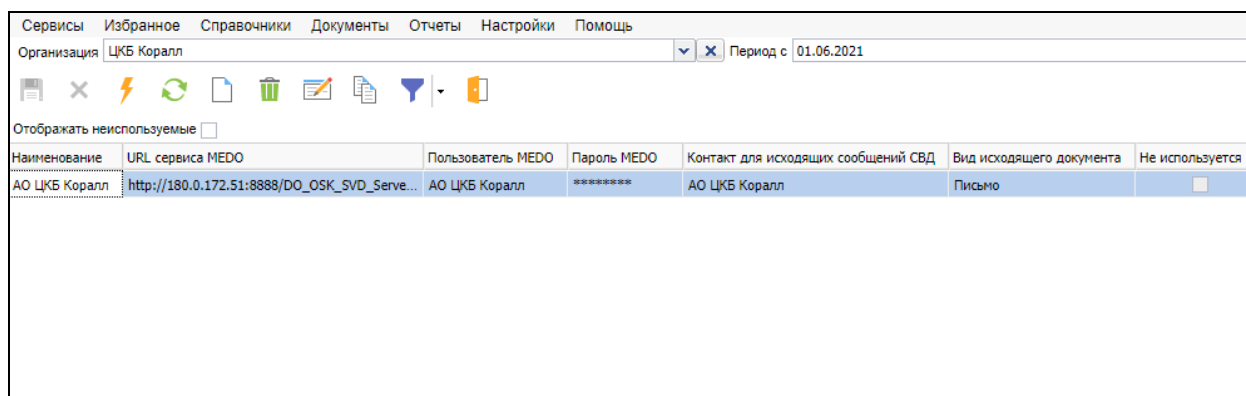 Сервисы Избранное Справочники Документы Отчеты Настройки Помощь
Организация ЦКБ Коралл Период с 01.06.2021
Отображать неиспользуемые
Наименование URL сервиса MEDO Пользователь MEDO Пароль MEDO Контакт для исходящих сообщений СВД Вид исходящего документа Не используется
АО ЦКБ Коралл http://180.0.172.51:8888/DO_OSK_SVD_Serve... АО ЦКБ Коралл ******** АО ЦКБ Коралл Письмо